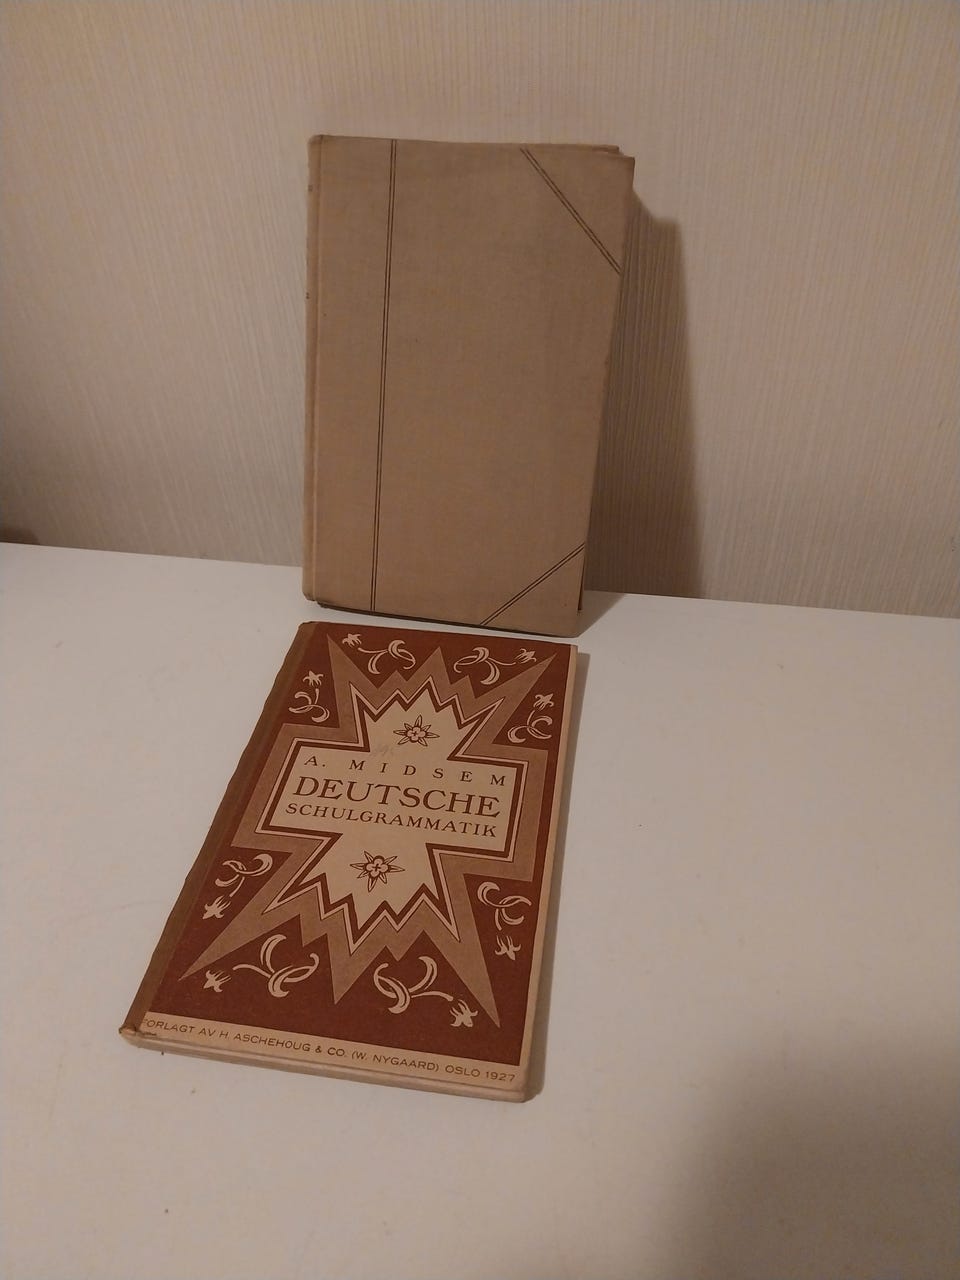 A. MIDSEM
DEUTSCHE
SCHULGRAMMATIK
FORLAGT AV H. ASCHEHOUG & CO. (W. NYGAARD) OSLO 1927